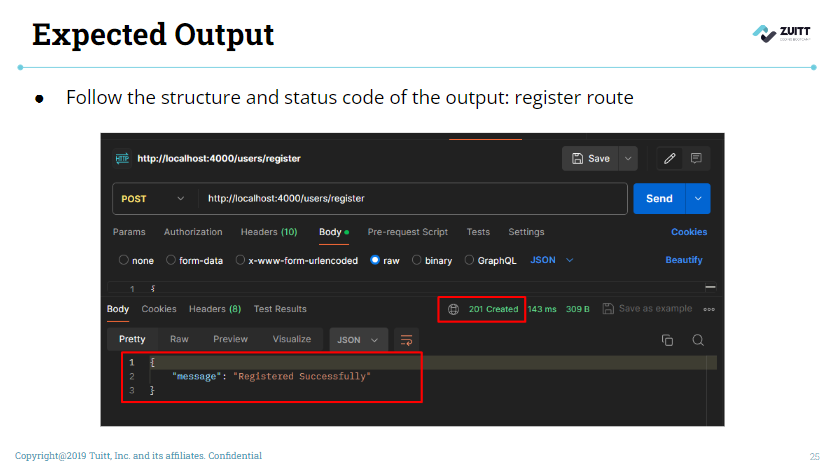 Expected Output
ZUITT
● Follow the structure and status code of the output: register route
HTTP http://localhost:4000/users/register Save
POST http://localhost:4000/users/register Send
Params Authorization Headers (10) Body Pre-request Script Tests Settings Cookies
none form-data x-www-form-urlencoded raw binary GraphQL JSON Beautify
1 {
Body Cookies Headers (8) Test Results 201 Created 143 ms 309 B Save as example
Pretty Raw Preview Visualize JSON
1 {
2 "message": "Registered Successfully"
3 }
Copyright@2019 Tuitt, Inc. and its affiliates. Confidential
25